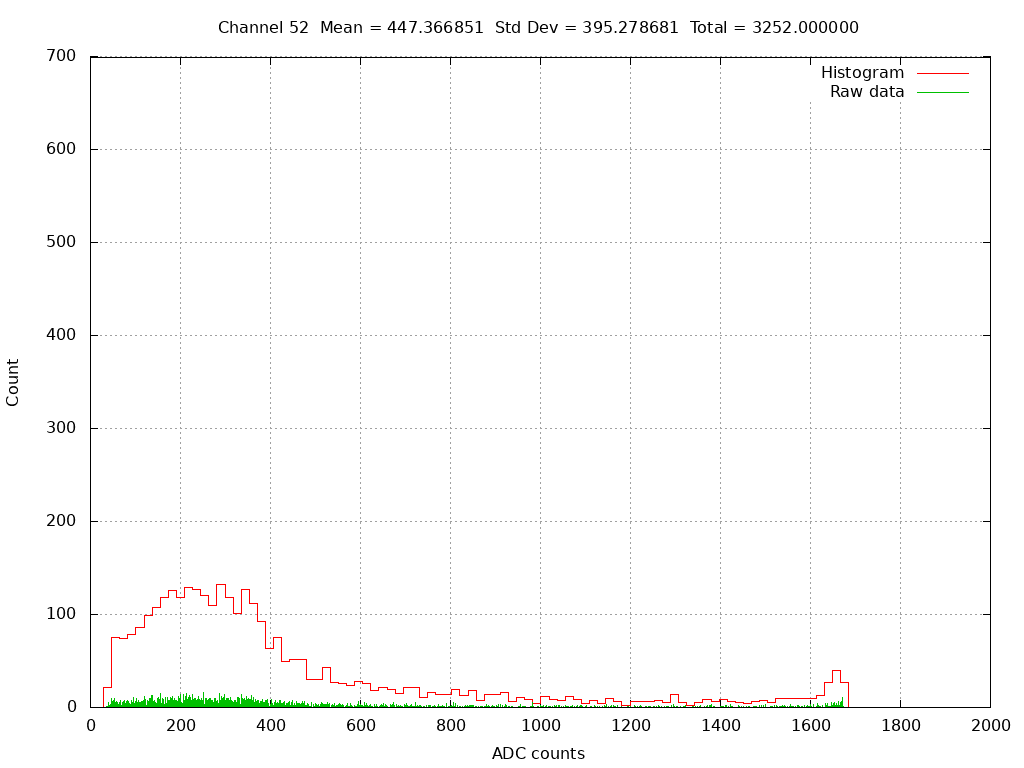 Channel 52  Mean = 447.366851  Std Dev = 395.278681  Total = 3252.000000
Histogram
Raw data
700
600
500
400
300
200
100
0
Count
0 200 400 600 800 1000 1200 1400 1600 1800 2000
ADC counts